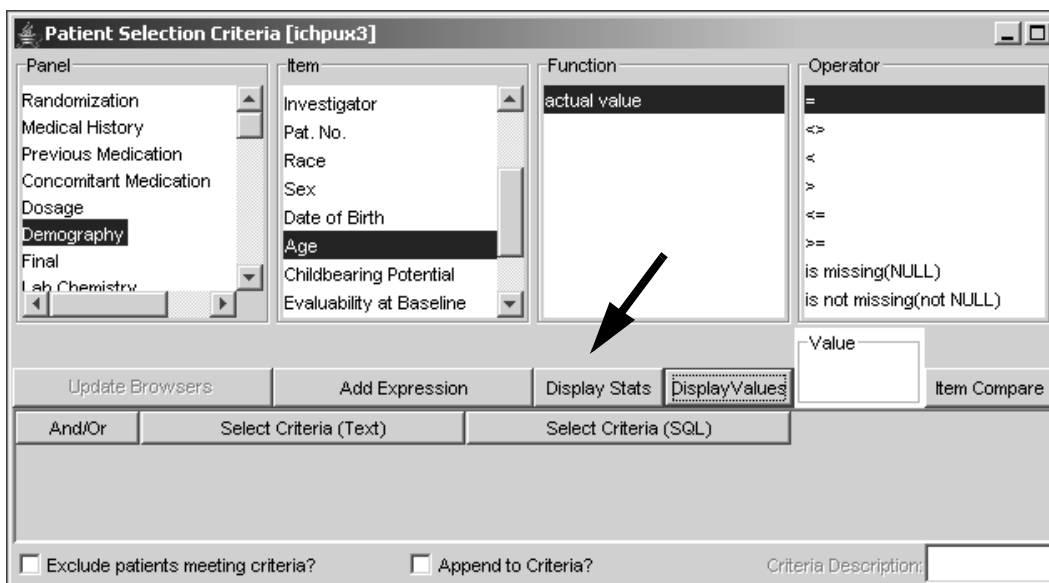 Patient Selection Criteria [ichpux3]
Panel
Randomization
Medical History
Previous Medication
Concomitant Medication
Dosage
Demography
Final
Lab Chemistry
Item
Investigator
Pat. No.
Race
Sex
Date of Birth
Age
Childbearing Potential
Evaluability at Baseline
Function
actual value
Operator
=
<>
<
>
<=
>=
is missing(NULL)
is not missing(not NULL)
Value
Update Browsers
Add Expression
Display Stats
DisplayValues
Item Compare
And/Or
Select Criteria (Text)
Select Criteria (SQL)
Exclude patients meeting criteria?
Append to Criteria?
Criteria Description: